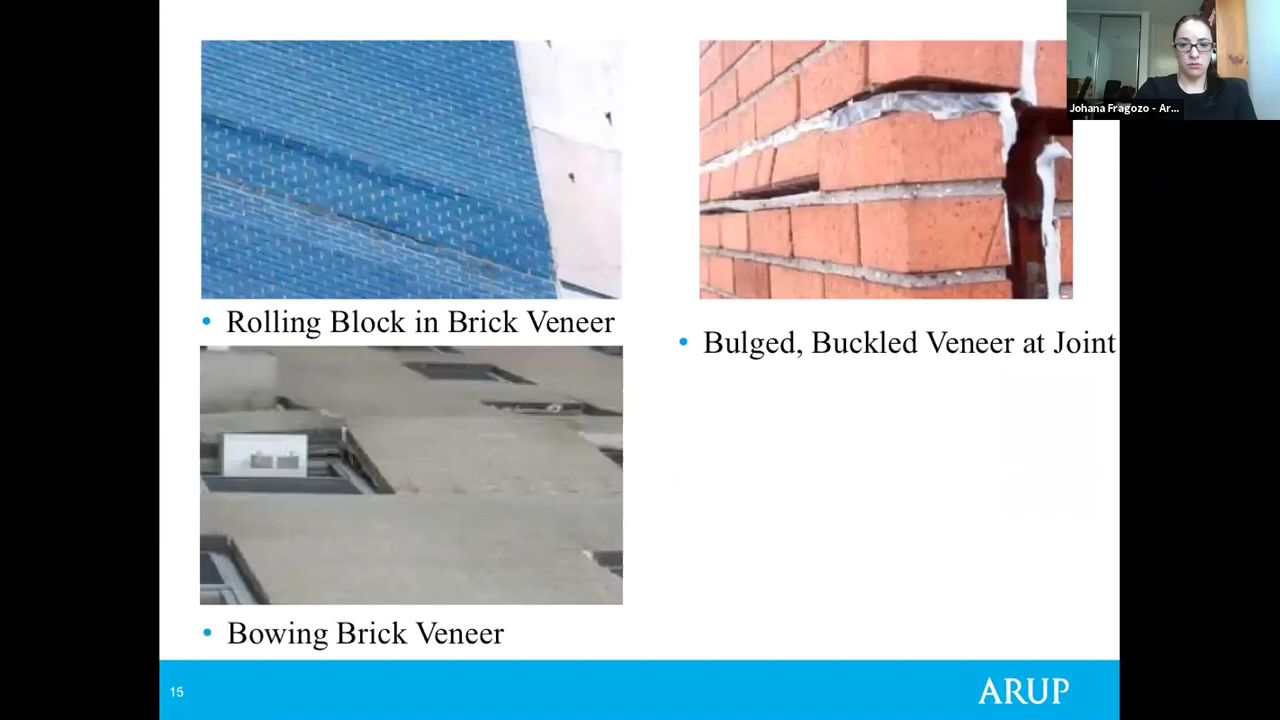 Johana Fragozo - Ar...
• Rolling Block in Brick Veneer
• Bulged, Buckled Veneer at Joint
• Bowing Brick Veneer
15
ARUP